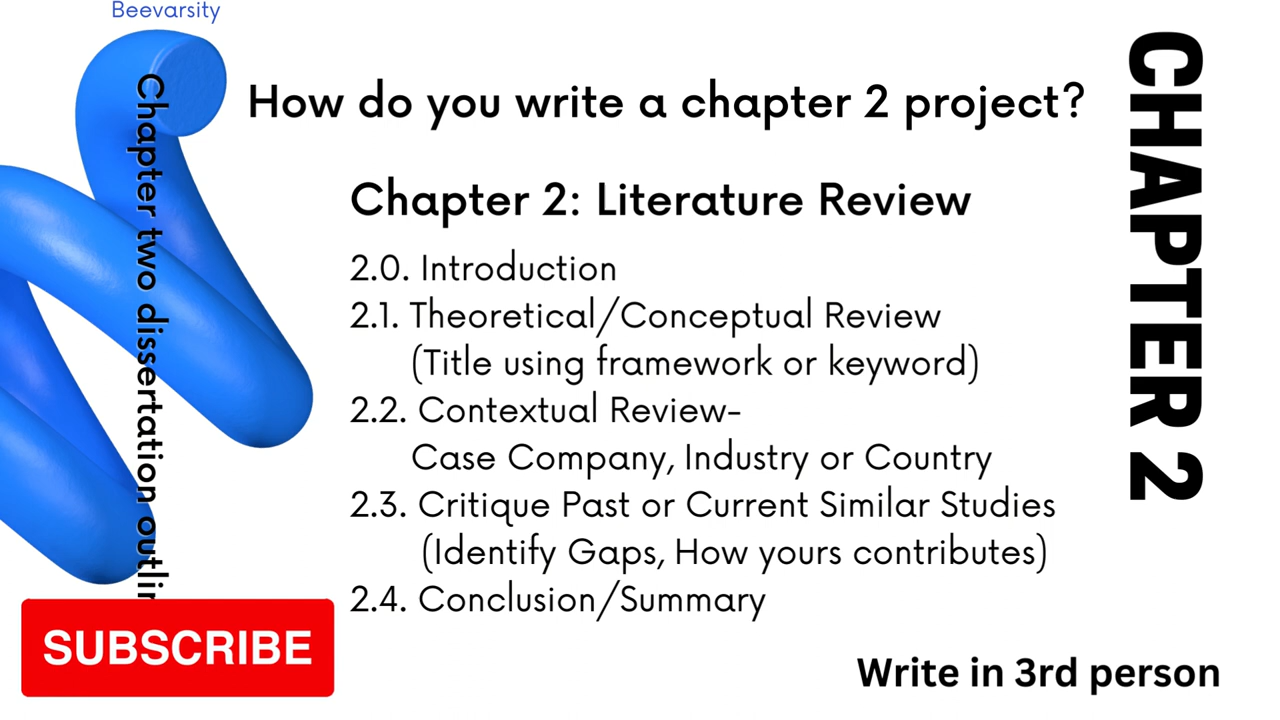 Beevarsity
How do you write a chapter 2 project?
Chapter 2: Literature Review
2.0. Introduction
2.1. Theoretical/Conceptual Review
(Title using framework or keyword)
2.2. Contextual Review-
Case Company, Industry or Country
2.3. Critique Past or Current Similar Studies
(Identify Gaps, How yours contributes)
2.4. Conclusion/Summary
Write in 3rd person
CHAPTER 2
Chapter two dissertation outlin
SUBSCRIBE